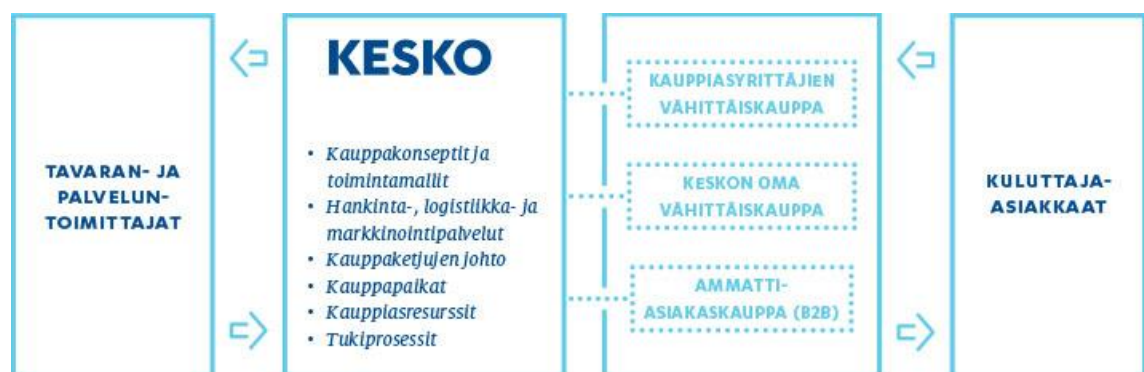 TAVARAN- JA
PALVELUN-
TOIMITTAJAT
KESKO
• Kauppakonseptit ja
toimintamallit
• Hankinta-, logistiikka- ja
markkinointipalvelut
• Kauppaketjujen johto
• Kauppapaikat
• Kauppiasresurssit
• Tukiprosessit
KAUPPIASYRITTÄJIEN
VÄHITTÄISKAUPPA
KESKON OMA
VÄHITTÄISKAUPPA
AMMATTI-
ASIAKASKAUPPA (B2B)
KULUTTAJA-
ASIAKKAAT